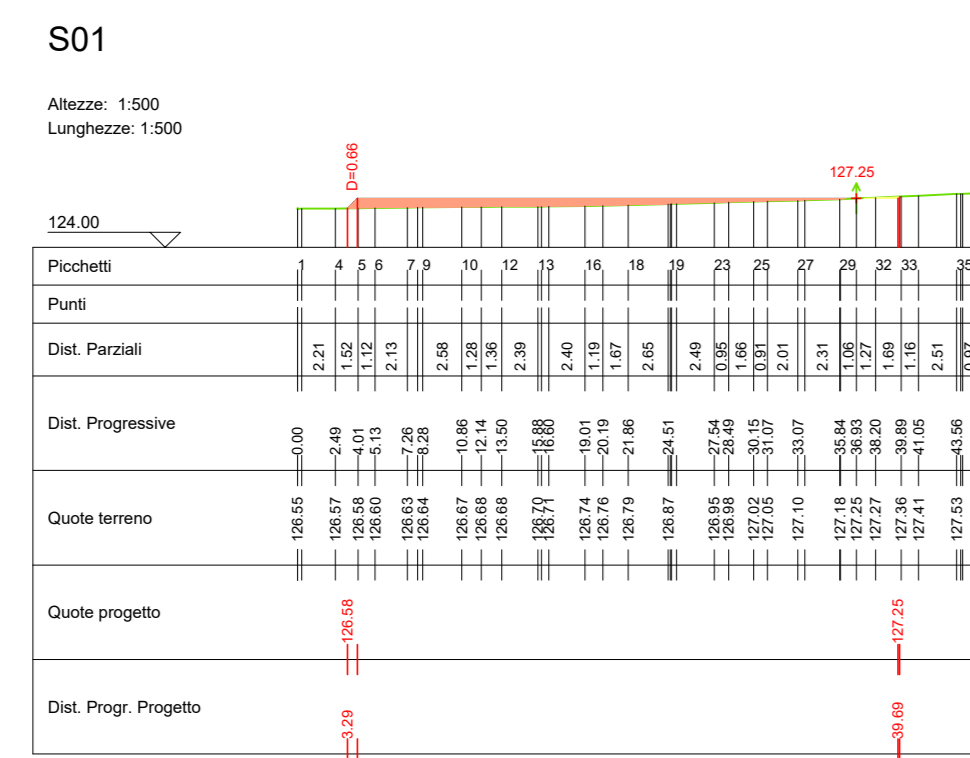 S01
Altezze: 1:500
Lunghezze: 1:500
D=0.66
127.25
124.00
Picchetti 1 4 5 6 7 9 10 12 13 16 18 19 23 25 27 29 32 33 35
Punti
Dist. Parziali 2.21 1.52 1.12 2.13 2.58 1.28 1.36 2.39 2.40 1.19 1.67 2.65 2.49 0.95 1.66 0.91 2.01 2.31 1.06 1.27 1.69 1.16 2.51 0.97
Dist. Progressive 0.00 2.49 4.01 5.13 7.26 8.28 10.86 12.14 13.50 15.88 16.60 19.01 20.19 21.86 24.51 27.54 28.49 30.15 31.07 33.07 35.84 36.93 38.20 39.89 41.05 43.56
Quote terreno 126.55 126.57 126.58 126.60 126.63 126.64 126.67 126.68 126.68 126.70 126.71 126.74 126.76 126.79 126.87 126.95 126.98 127.02 127.05 127.10 127.18 127.25 127.27 127.36 127.41 127.53
Quote progetto 126.58 127.25
Dist. Progr. Progetto 3.29 39.69